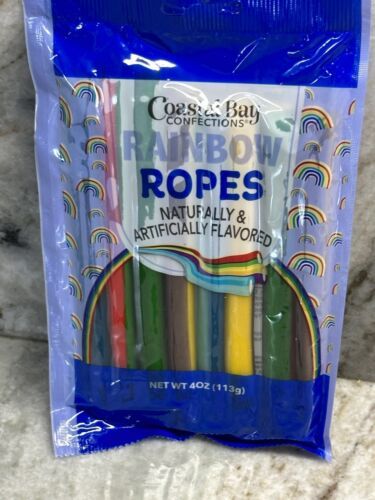 Coastal Bay
CONFECTIONS
RAINBOW
ROPES
NATURALLY &
ARTIFICIALLY FLAVORED
NET WT 4OZ (113g)